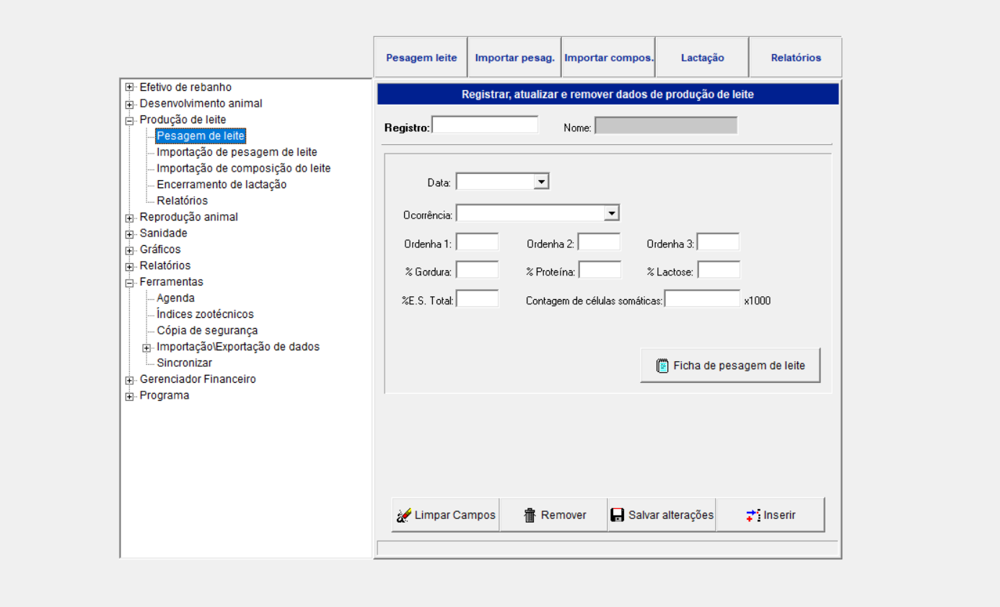 Pesagem leite
Importar pesag.
Importar compos.
Lactação
Relatórios
Efetivo de rebanho
Desenvolvimento animal
Produção de leite
Pesagem de leite
Importação de pesagem de leite
Importação de composição do leite
Encerramento de lactação
Relatórios
Reprodução animal
Sanidade
Gráficos
Relatórios
Ferramentas
Agenda
Índices zootécnicos
Cópia de segurança
Importação\Exportação de dados
Sincronizar
Gerenciador Financeiro
Programa
Registrar, atualizar e remover dados de produção de leite
Registro: Nome:
Data:
Ocorrência:
Ordenha 1: Ordenha 2: Ordenha 3:
% Gordura: % Proteína: % Lactose:
%E.S. Total: Contagem de células somáticas: x1000
Ficha de pesagem de leite
Limpar Campos
Remover
Salvar alterações
Inserir